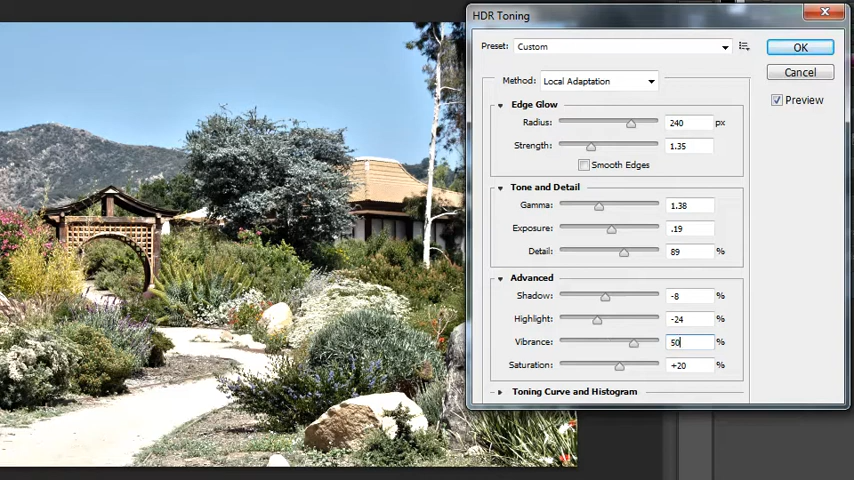 HDR Toning
Preset: Custom OK
Method: Local Adaptation Cancel
Preview
Edge Glow
Radius: 240 px
Strength: 1.35
Smooth Edges
Tone and Detail
Gamma: 1.38
Exposure: .19
Detail: 89 %
Advanced
Shadow: -8 %
Highlight: -24 %
Vibrance: 50 %
Saturation: +20 %
Toning Curve and Histogram